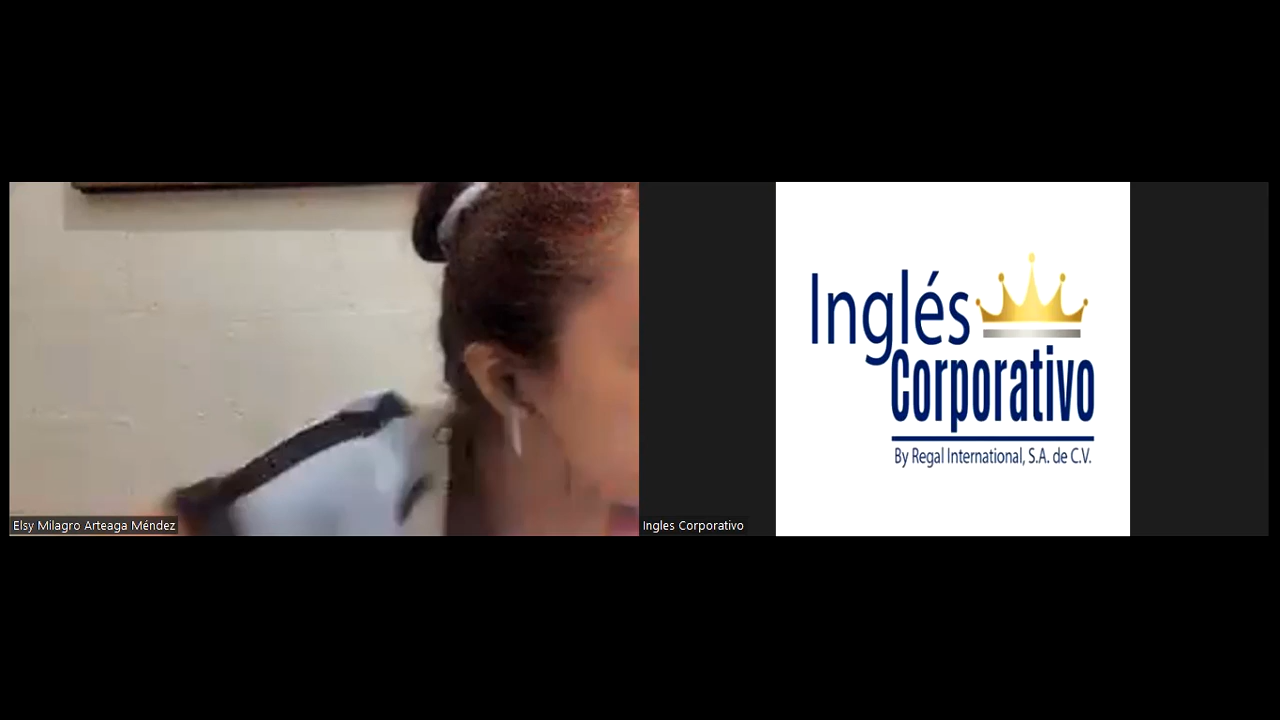 Inglés
Corporativo
By Regal International, S.A. de C.V.
Elsy Milagro Arteaga Méndez
Ingles Corporativo